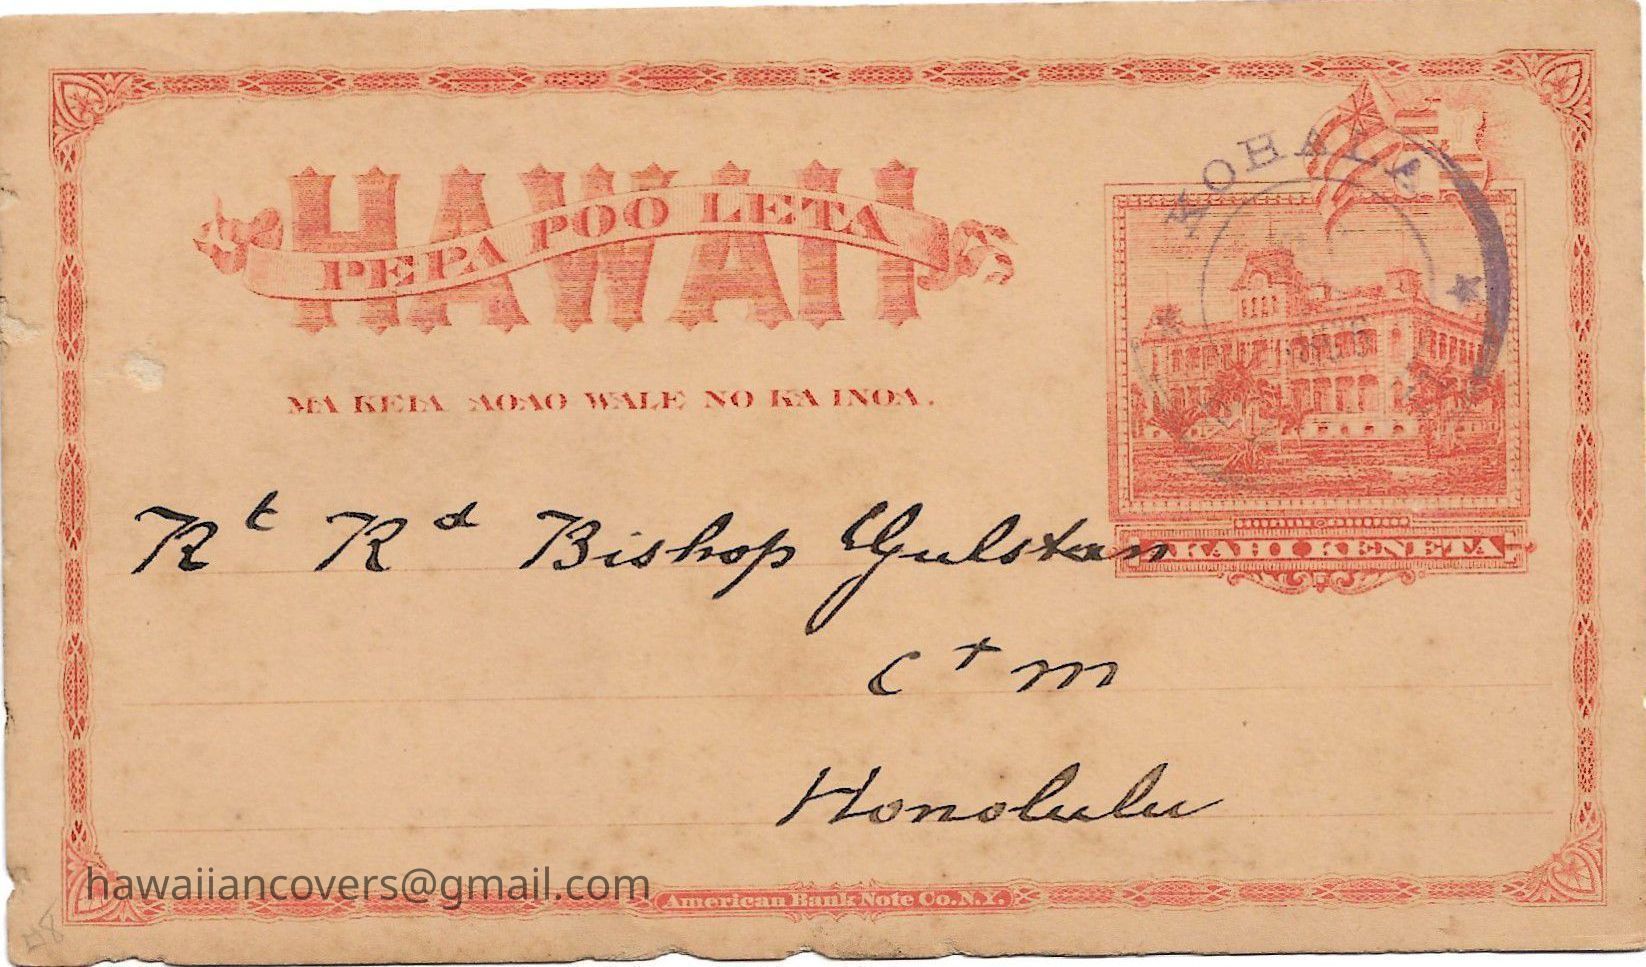 HAWAII
PEPA POO LETA
MA KEIA AOAO WALE NO KA INOA.
KOHALA
AKAHI KENETA
Rt Rd Bishop Gulstan
C + M
Honolulu
hawaiiancovers@gmail.com
American Bank Note Co. N.Y.